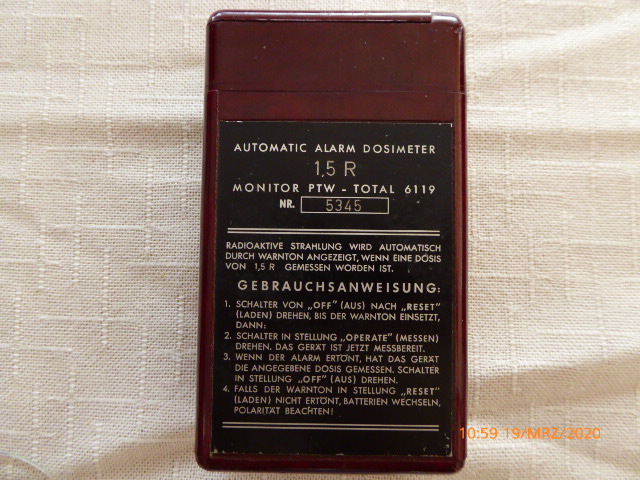 AUTOMATIC ALARM DOSIMETER
1,5 R
MONITOR PTW - TOTAL 6119
NR. 5345
RADIOAKTIVE STRAHLUNG WIRD AUTOMATISCH
DURCH WARNTON ANGEZEIGT, WENN EINE DOSIS
VON 1,5 R GEMESSEN WORDEN IST.
GEBRAUCHSANWEISUNG:
1. SCHALTER VON „OFF" (AUS) NACH „RESET"
(LADEN) DREHEN, BIS DER WARNTON EINSETZT,
DANN:
2. SCHALTER IN STELLUNG „OPERATE" (MESSEN)
DREHEN. DAS GERÄT IST JETZT MESSBEREIT.
3. WENN DER ALARM ERTÖNT, HAT DAS GERÄT
DIE ANGEGEBENE DOSIS GEMESSEN. SCHALTER
IN STELLUNG „OFF" (AUS) DREHEN.
4. FALLS DER WARNTON IN STELLUNG „RESET"
(LADEN) NICHT ERTÖNT, BATTERIEN WECHSELN,
POLARITÄT BEACHTEN!
10:59 19/MRZ/2020